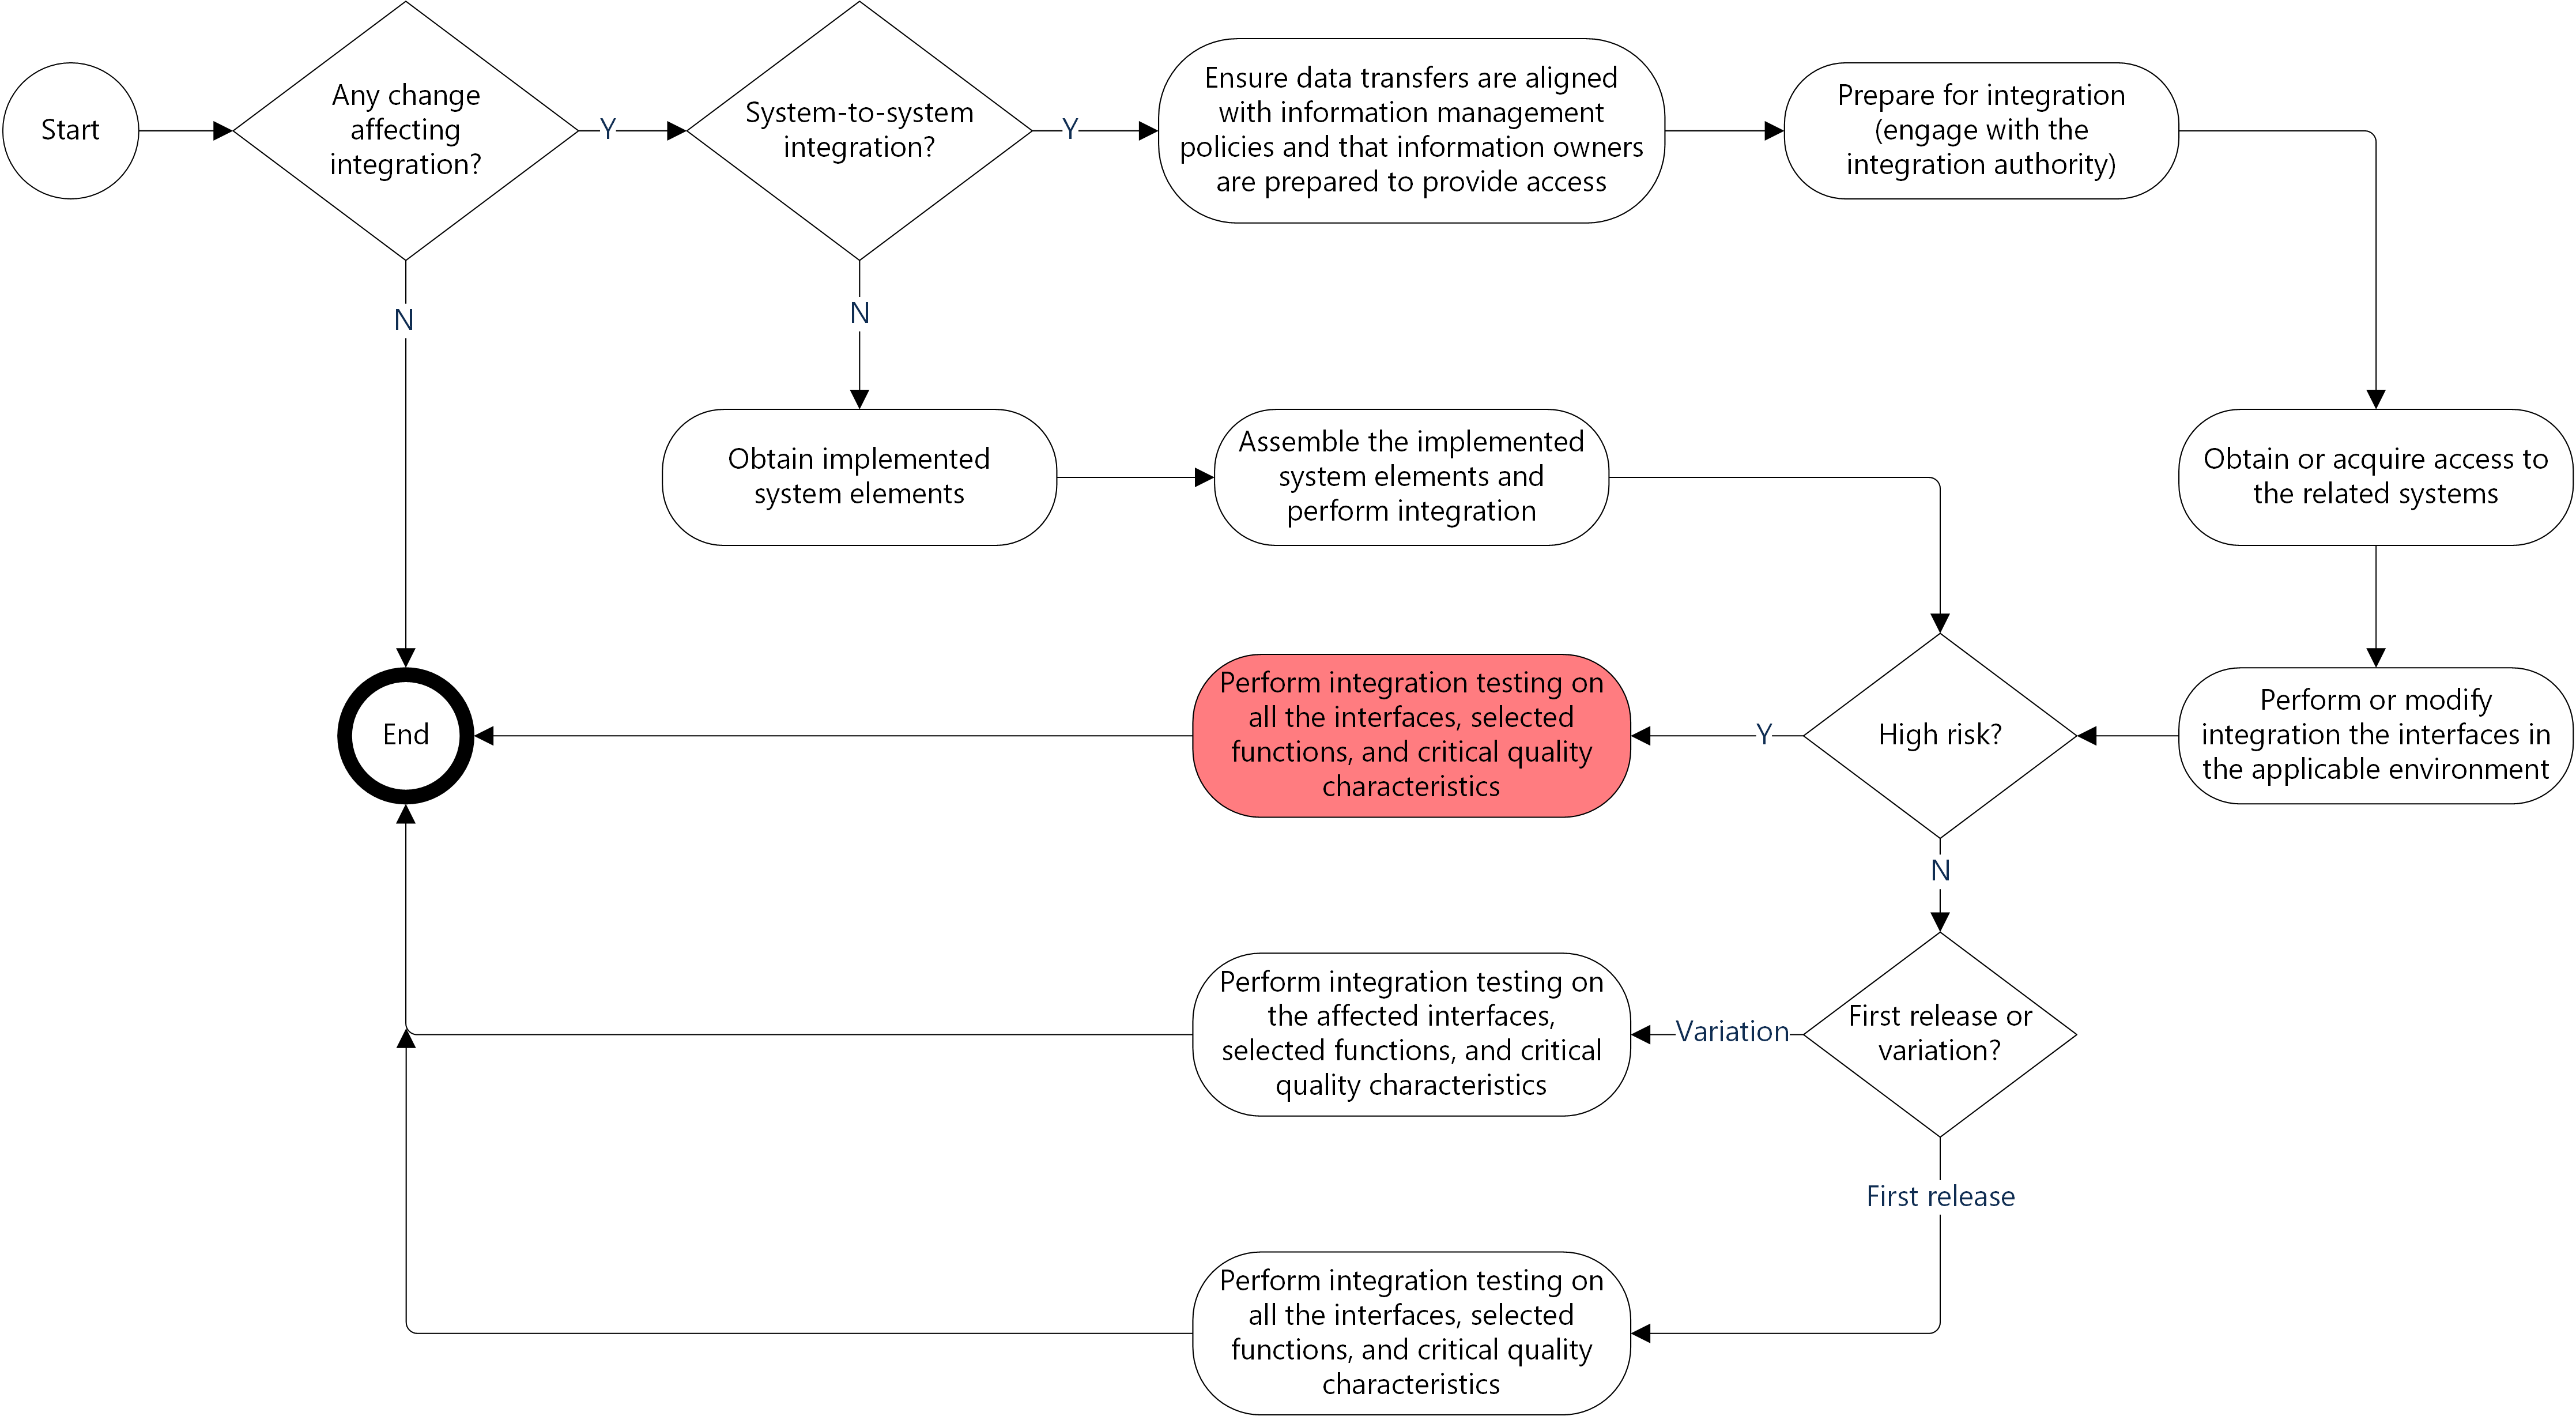 Start
Any change
affecting
integration?
Y
System-to-system
integration?
Y
Ensure data transfers are aligned
with information management
policies and that information owners
are prepared to provide access
Prepare for integration
(engage with the
integration authority)
N
N
Obtain implemented
system elements
Assemble the implemented
system elements and
perform integration
Obtain or acquire access to
the related systems
End
Perform integration testing on
all the interfaces, selected
functions, and critical quality
characteristics
Y
High risk?
Perform or modify
integration the interfaces in
the applicable environment
N
Perform integration testing on
the affected interfaces,
selected functions, and critical
quality characteristics
Variation
First release or
variation?
First release
Perform integration testing on
all the interfaces, selected
functions, and critical quality
characteristics